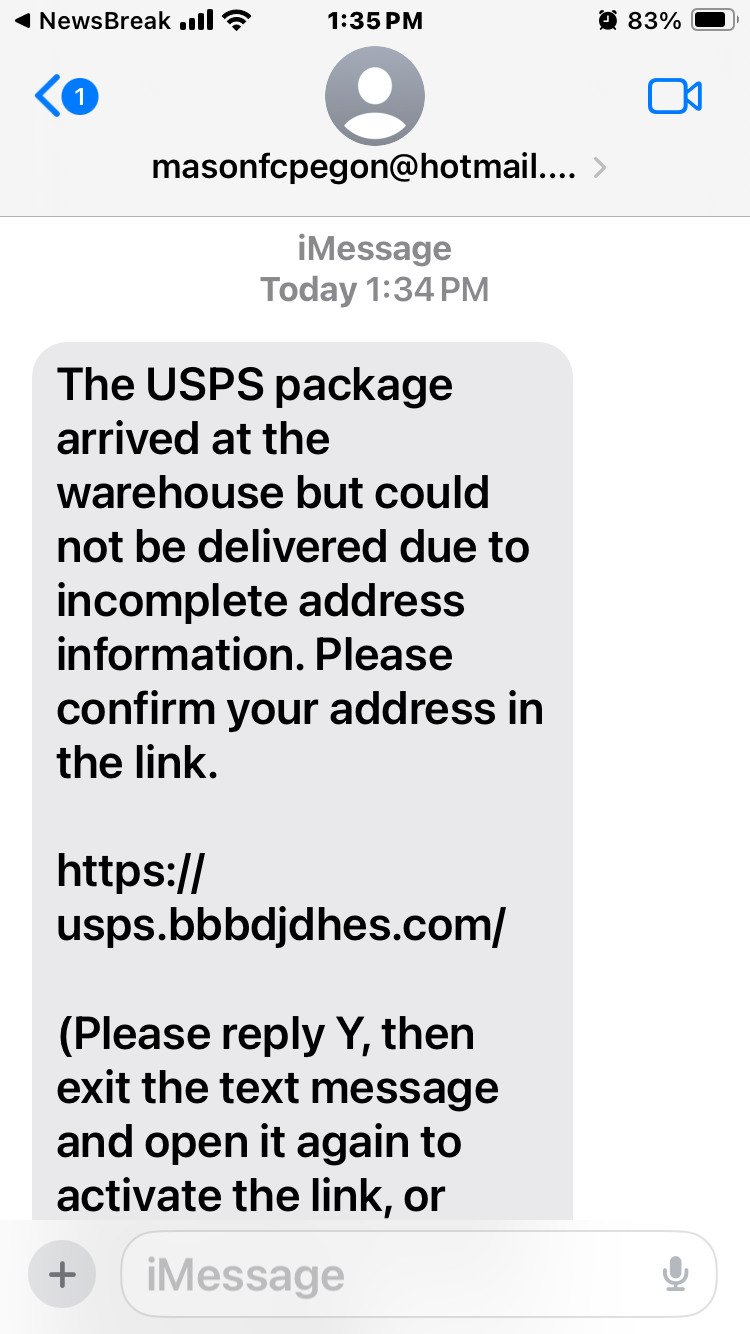 NewsBreak 1:35 PM 83%
1
masonfcpegon@hotmail....
iMessage
Today 1:34 PM
The USPS package
arrived at the
warehouse but could
not be delivered due to
incomplete address
information. Please
confirm your address in
the link.
https://
usps.bbbdjdhes.com/
(Please reply Y, then
exit the text message
and open it again to
activate the link, or
iMessage